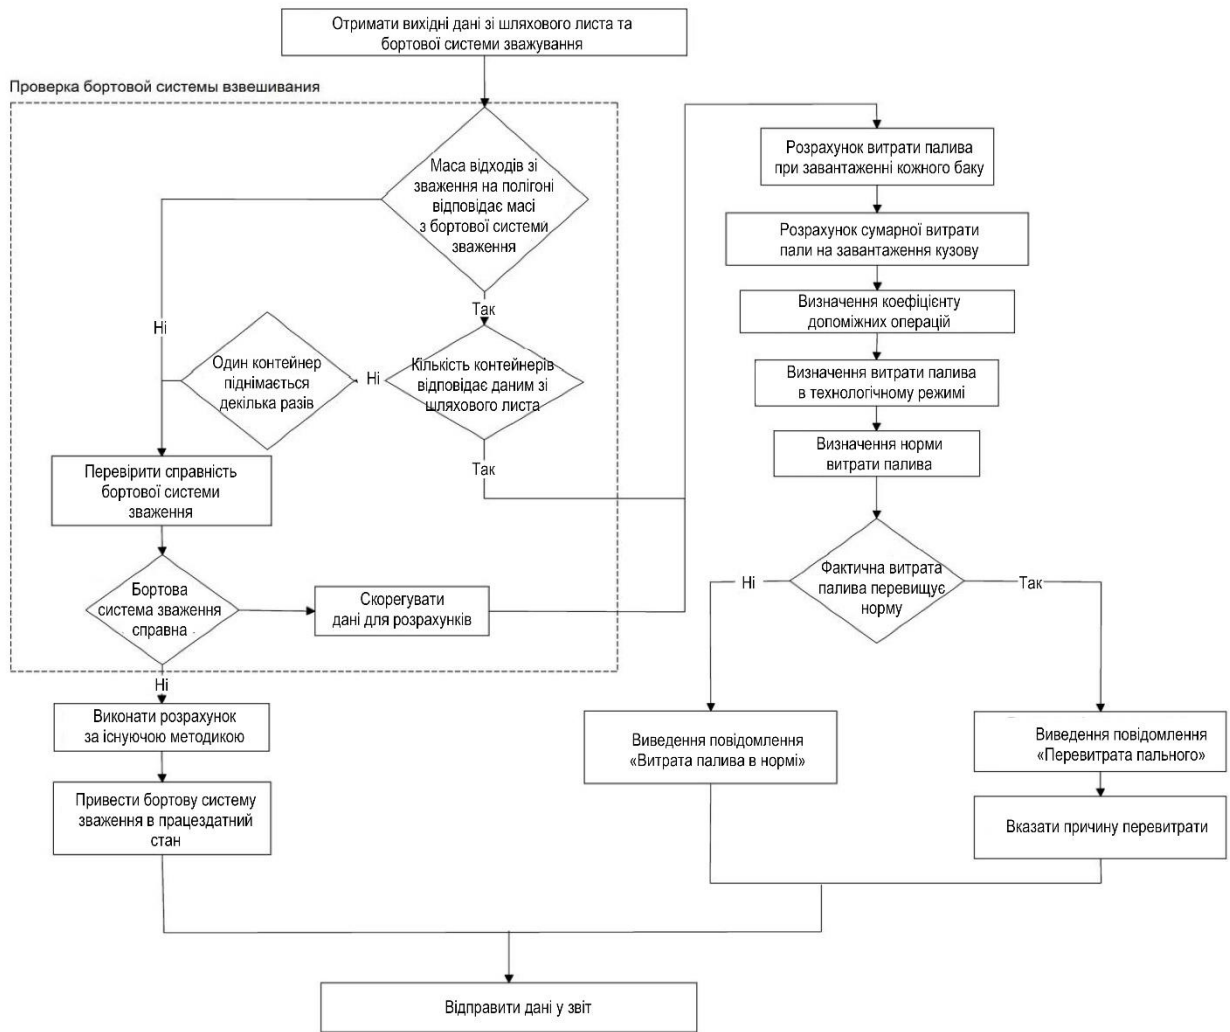 Отримати вихідні дані зі шляхового листа та
бортової системи зважування
Проверка бортовой системы взвешивания
Маса відходів зі
зваження на полігоні
відповідає масі
з бортової системи
зваження
Так
Ні
Один контейнер
піднімається
декілька разів
Ні
Кількість контейнерів
відповідає даним зі
шляхового листа
Так
Перевірити справність
бортової системи
зваження
Бортова
система зваження
справна
Скорегувати
дані для розрахунків
Ні
Виконати розрахунок
за існуючою методикою
Привести бортову систему
зваження в працездатний
стан
Розрахунок витрати палива
при завантаженні кожного баку
Розрахунок сумарної витрати
пали на завантаження кузову
Визначення коефіцієнту
допоміжних операцій
Визначення витрати палива
в технологічному режимі
Визначення норми
витрати палива
Фактична витрата
палива перевищує
норму
Ні
Так
Виведення повідомлення
«Витрата палива в нормі»
Виведення повідомлення
«Перевитрата пального»
Вказати причину перевитрати
Відправити дані у звіт